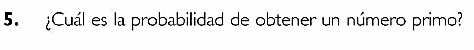 5. ¿Cuál es la probabilidad de obtener un número primo?